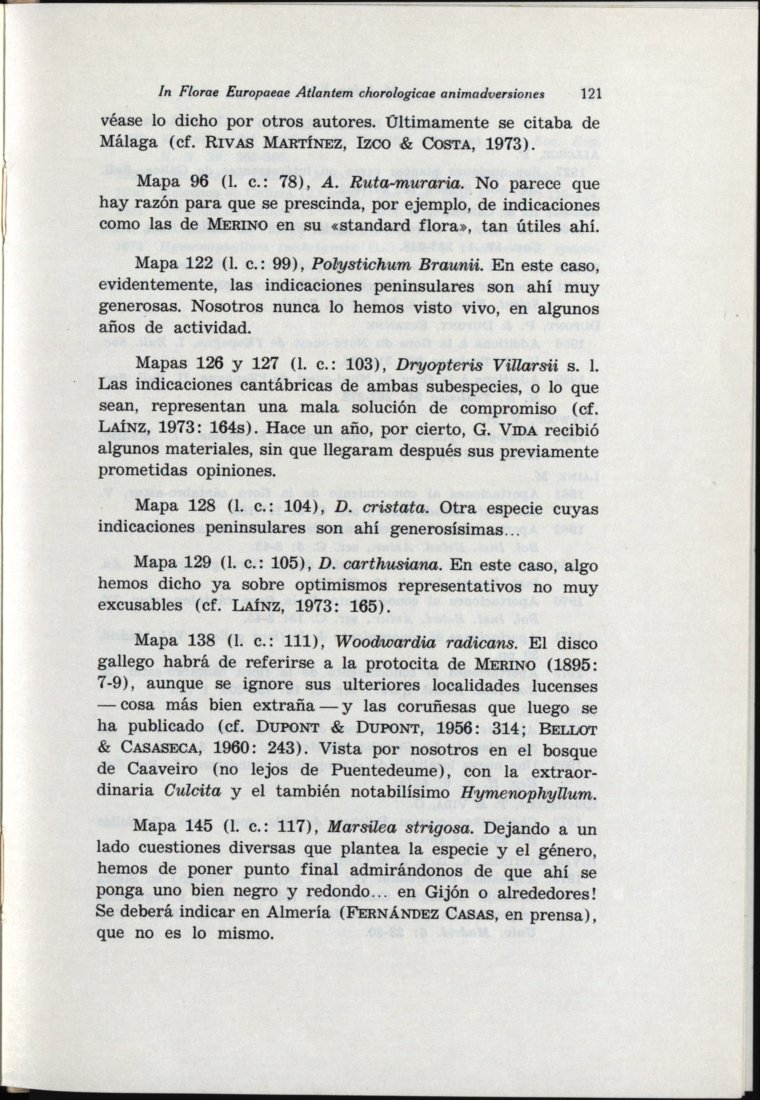 In Florae Europaeae Atlantem chorologicae animadversiones 121
véase lo dicho por otros autores. Últimamente se citaba de
Málaga (cf. RIVAS MARTÍNEZ, IZCO & COSTA, 1973).
Mapa 96 (l. c.: 78), A. Ruta-muraria. No parece que
hay razón para que se prescinda, por ejemplo, de indicaciones
como las de MERINO en su «standard flora», tan útiles ahí.
Mapa 122 (l. c.: 99), Polystichum Braunii. En este caso,
evidentemente, las indicaciones peninsulares son ahí muy
generosas. Nosotros nunca lo hemos visto vivo, en algunos
años de actividad.
Mapas 126 y 127 (l. c.: 103), Dryopteris Villarsii s. l.
Las indicaciones cantábricas de ambas subespecies, o lo que
sean, representan una mala solución de compromiso (cf.
LAÍNZ, 1973: 164s). Hace un año, por cierto, G. VIDA recibió
algunos materiales, sin que llegaram después sus previamente
prometidas opiniones.
Mapa 128 (l. c.: 104), D. cristata. Otra especie cuyas
indicaciones peninsulares son ahí generosísimas...
Mapa 129 (l. c.: 105), D. carthusiana. En este caso, algo
hemos dicho ya sobre optimismos representativos no muy
excusables (cf. LAÍNZ, 1973: 165).
Mapa 138 (l. c.: 111), Woodwardia radicans. El disco
gallego habrá de referirse a la protocita de MERINO (1895:
7-9), aunque se ignore sus ulteriores localidades lucenses
— cosa más bien extraña — y las coruñesas que luego se
ha publicado (cf. DUPONT & DUPONT, 1956: 314; BELLOT
& CASASECA, 1960: 243). Vista por nosotros en el bosque
de Caaveiro (no lejos de Puentedeume), con la extraor-
dinaria Culcita y el también notabilísimo Hymenophyllum.
Mapa 145 (l. c.: 117), Marsilea strigosa. Dejando a un
lado cuestiones diversas que plantea la especie y el género,
hemos de poner punto final admirándonos de que ahí se
ponga uno bien negro y redondo... en Gijón o alrededores!
Se deberá indicar en Almería (FERNÁNDEZ CASAS, en prensa),
que no es lo mismo.